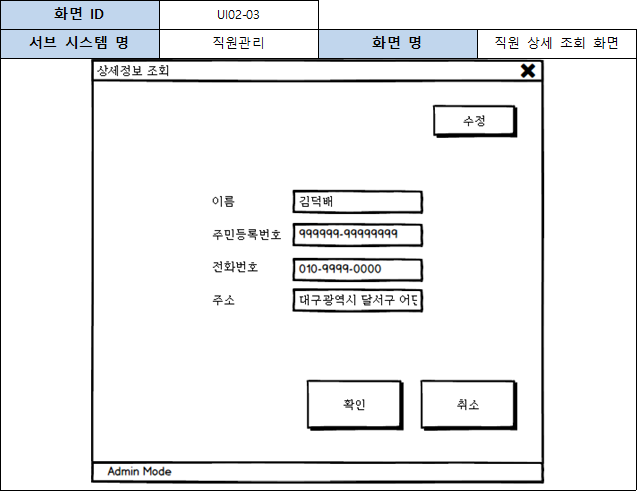 화면 ID UI02-03
서브 시스템 명 직원관리 화면 명 직원 상세 조회 화면
상세정보 조회
수정
이름 김덕배
주민등록번호 999999-99999999
전화번호 010-9999-0000
주소 대구광역시 달서구
확인 취소
Admin Mode